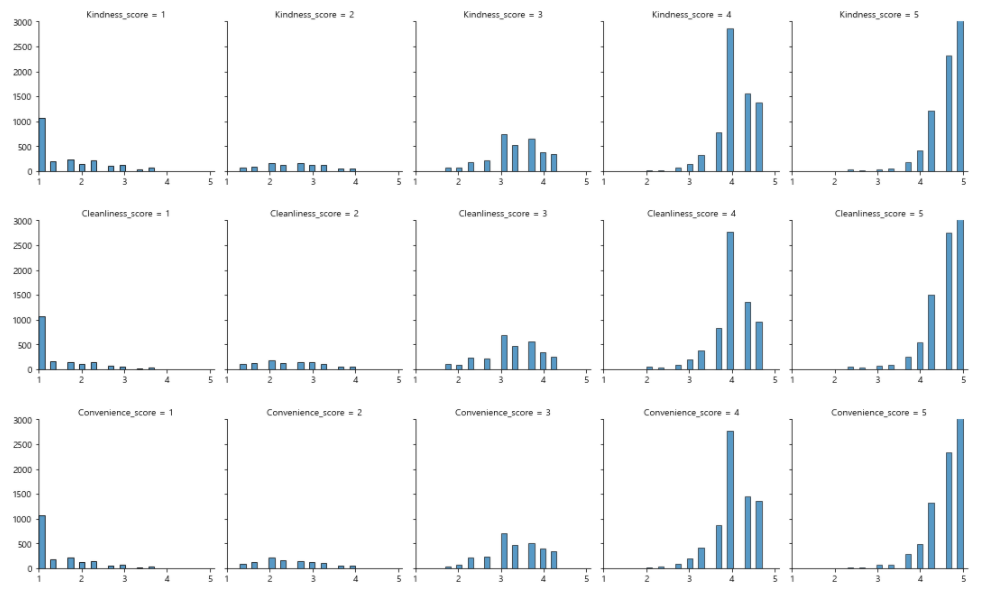 Kindness_score = 1
Kindness_score = 2
Kindness_score = 3
Kindness_score = 4
Kindness_score = 5
3000
2500
2000
1500
1000
500
0
1 2 3 4 5
1 2 3 4 5
1 2 3 4 5
1 2 3 4 5
1 2 3 4 5
Cleanliness_score = 1
Cleanliness_score = 2
Cleanliness_score = 3
Cleanliness_score = 4
Cleanliness_score = 5
3000
2500
2000
1500
1000
500
0
1 2 3 4 5
1 2 3 4 5
1 2 3 4 5
1 2 3 4 5
1 2 3 4 5
Convenience_score = 1
Convenience_score = 2
Convenience_score = 3
Convenience_score = 4
Convenience_score = 5
3000
2500
2000
1500
1000
500
0
1 2 3 4 5
1 2 3 4 5
1 2 3 4 5
1 2 3 4 5
1 2 3 4 5